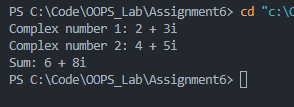 PS C:\Code\OOPS_Lab\Assignment6> cd "c:\C
Complex number 1: 2 + 3i
Complex number 2: 4 + 5i
Sum: 6 + 8i
PS C:\Code\OOPS_Lab\Assignment6>